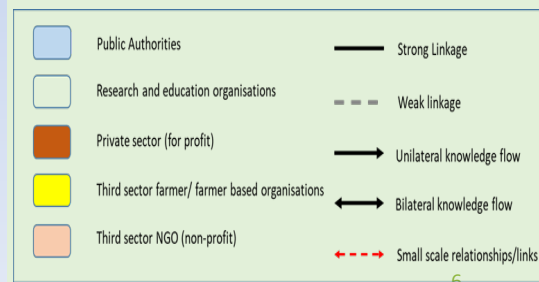 Public Authorities
Research and education organisations
Private sector (for profit)
Third sector farmer/ farmer based organisations
Third sector NGO (non-profit)
Strong Linkage
Weak linkage
Unilateral knowledge flow
Bilateral knowledge flow
Small scale relationships/links
6